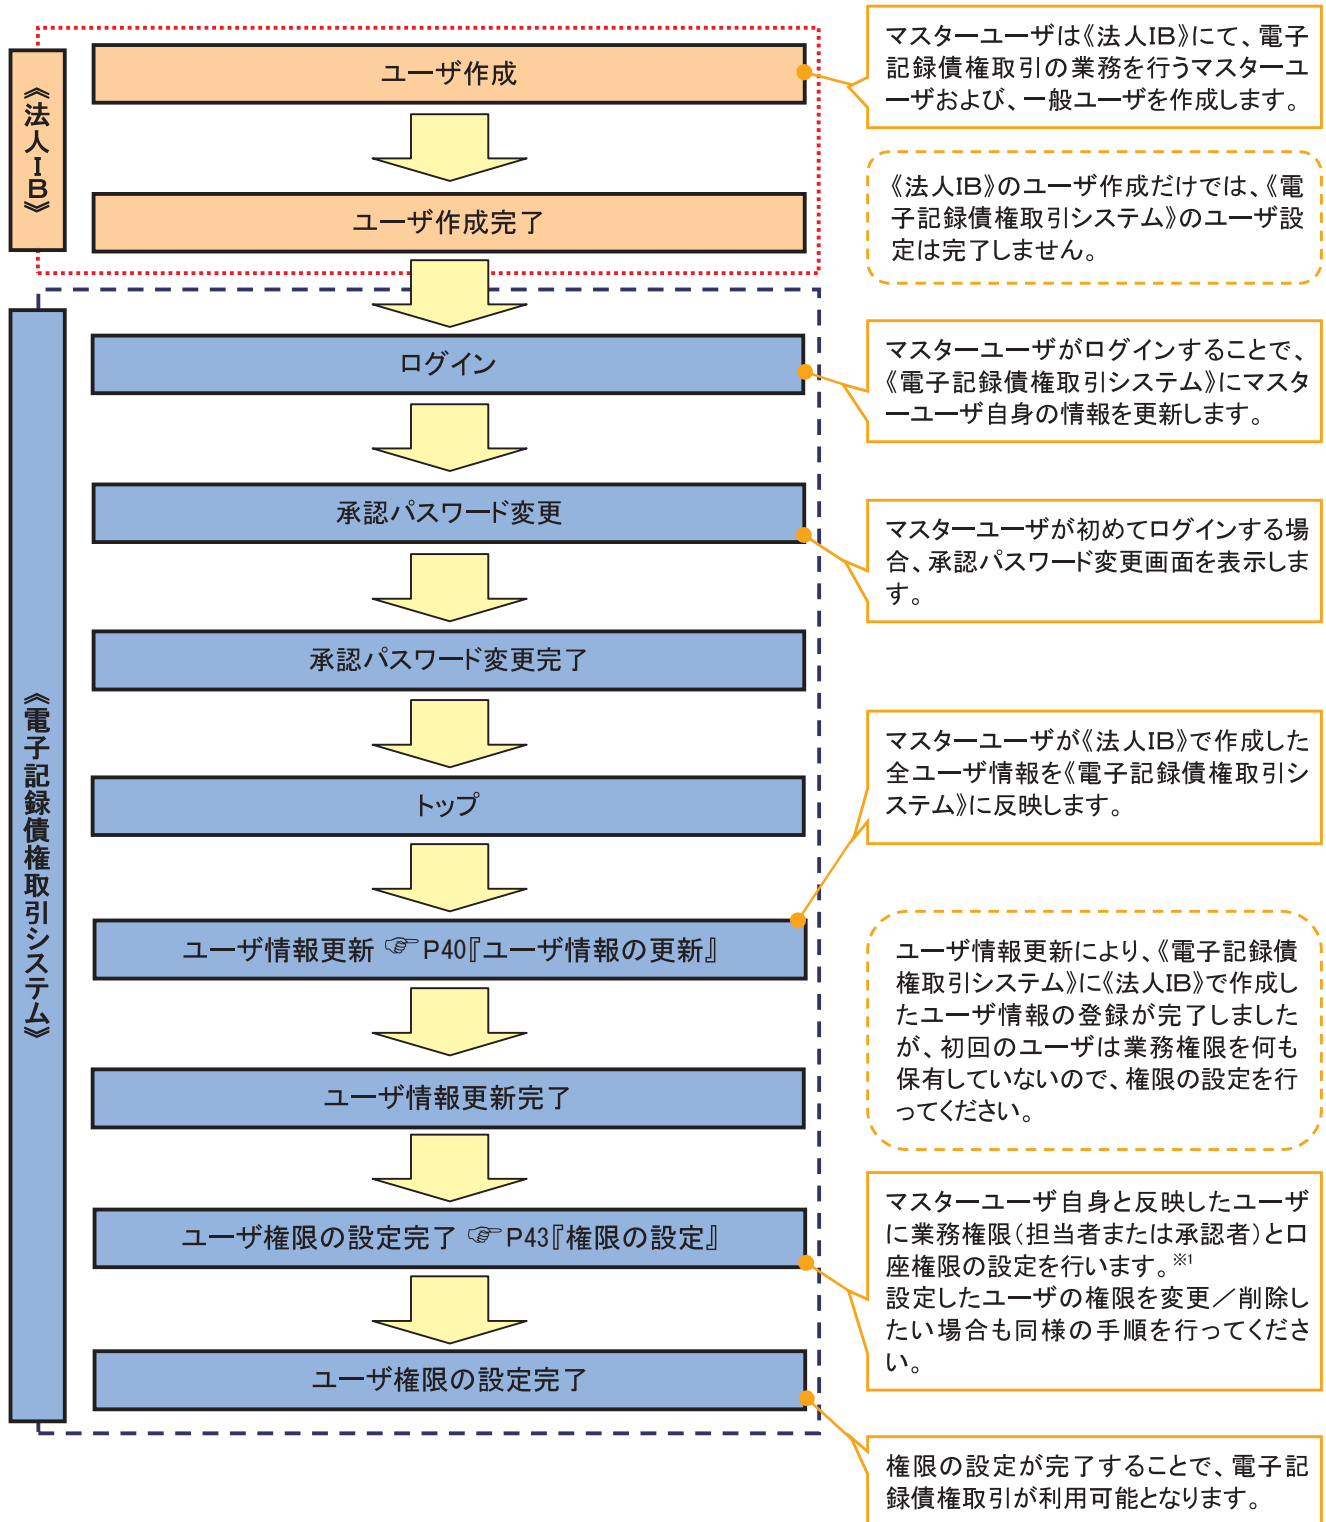 《法人IB》
ユーザ作成
マスターユーザは《法人IB》にて、電子
記録債権取引の業務を行うマスターユ
ーザおよび、一般ユーザを作成します。
ユーザ作成完了
《法人IB》のユーザ作成だけでは、《電
子記録債権取引システム》のユーザ設
定は完了しません。
《電子記録債権取引システム》
ログイン
マスターユーザがログインすることで、
《電子記録債権取引システム》にマスタ
ーユーザ自身の情報を更新します。
承認パスワード変更
マスターユーザが初めてログインする場
合、承認パスワード変更画面を表示しま
す。
承認パスワード変更完了
トップ
マスターユーザが《法人IB》で作成した
全ユーザ情報を《電子記録債権取引シ
ステム》に反映します。
ユーザ情報更新 ☞P40『ユーザ情報の更新』
ユーザ情報更新により、《電子記録債
権取引システム》に《法人IB》で作成し
たユーザ情報の登録が完了しました
が、初回のユーザは業務権限を何も
保有していないので、権限の設定を行
ってください。
ユーザ情報更新完了
ユーザ権限の設定完了 ☞P43『権限の設定』
マスターユーザ自身と反映したユーザ
に業務権限(担当者または承認者)と口
座権限の設定を行います。※1
設定したユーザの権限を変更／削除し
たい場合も同様の手順を行ってくださ
い。
ユーザ権限の設定完了
権限の設定が完了することで、電子記
録債権取引が利用可能となります。